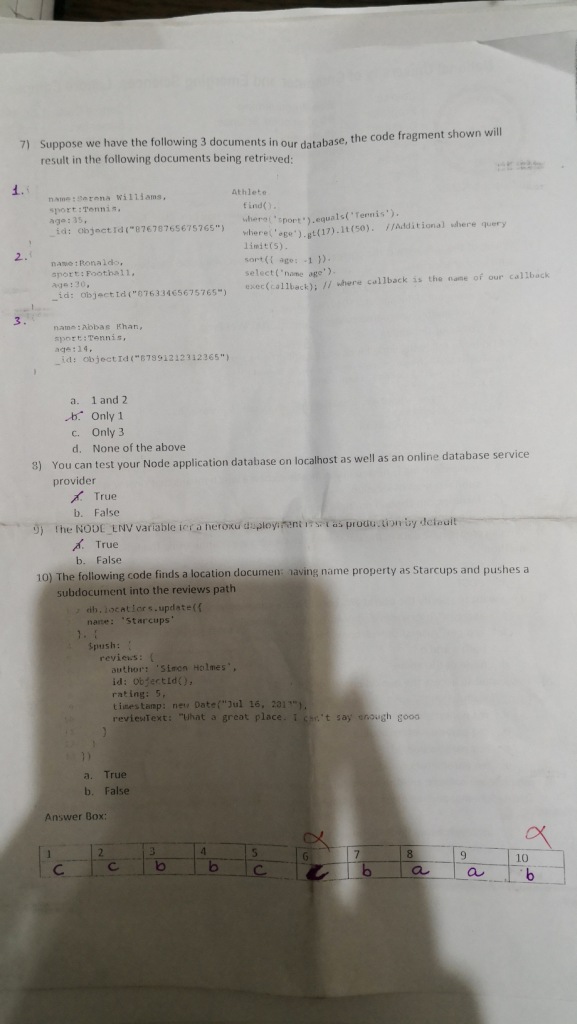 7) Suppose we have the following 3 documents in our database, the code fragment shown will
result in the following documents being retrieved:
1.
name: Serena Williams,
sport: Tennis,
age: 35,
_id: ObjectId("87678765675765")
Athlete
find().
where('sport').equals('Tennis').
where('age').gt(17).lt(50). //Additional where query
limit(5).
sort({ age: -1 }).
select('name age').
exec(callback); // where callback is the name of our callback
2.
name: Ronaldo,
sport: Football,
age: 30,
_id: ObjectId("87633465675765")
3.
name: Abbas Khan,
sport: Tennis,
age: 14,
_id: ObjectId("87891212312365")
a. 1 and 2
b. Only 1
c. Only 3
d. None of the above
8) You can test your Node application database on localhost as well as an online database service
provider
a. True
b. False
9) The NODE_ENV variable for a heroku deployment is set as production by default
a. True
b. False
10) The following code finds a location document having name property as Starcups and pushes a
subdocument into the reviews path
db.locations.update({
name: 'Starcups'
}, {
$push: {
reviews: {
author: 'Simon Holmes',
id: ObjectId(),
rating: 5,
timestamp: new Date("Jul 16, 2013"),
reviewText: "What a great place. I can't say enough good
}
}
})
a. True
b. False
Answer Box:
1 2 3 4 5 6 7 8 9 10
c c b b c c b a a b